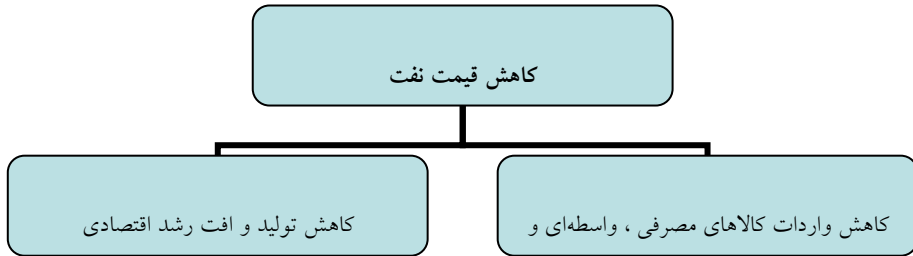 کاهش قیمت نفت
کاهش واردات کالاهای مصرفی ، واسطه‌ای و
کاهش تولید و افت رشد اقتصادی